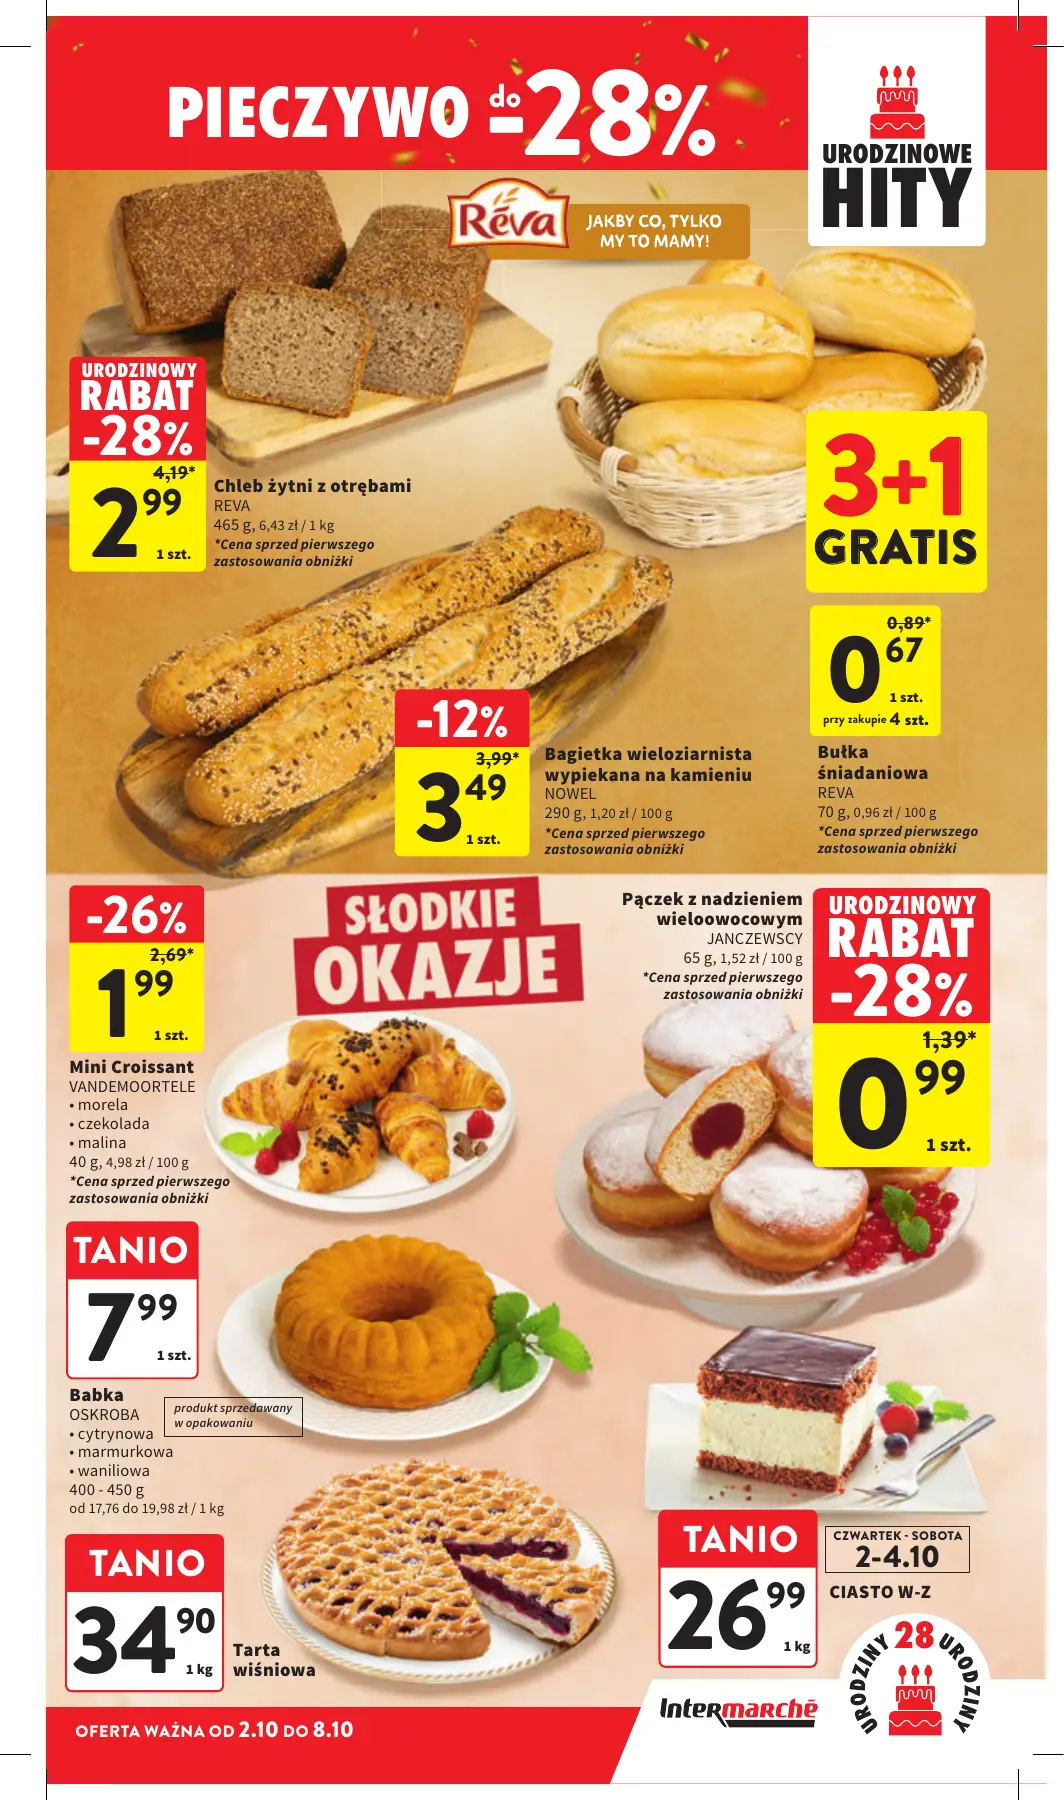 PIECZYWO do -28%
URODZINOWE
HITY
Réva
JAKBY CO, TYLKO
MY TO MAMY!
URODZINOWY
RABAT
-28%
4,19*
2 99
1 szt.
Chleb żytni z otrębami
REVA
465 g, 6,43 zł / 1 kg
*Cena sprzed pierwszego
zastosowania obniżki
3+1
GRATIS
0,89*
0 67
1 szt.
przy zakupie 4 szt.
Bułka
śniadaniowa
REVA
70 g, 0,96 zł / 100 g
*Cena sprzed pierwszego
zastosowania obniżki
-12%
3,99*
3 49
1 szt.
Bagietka wieloziarnista
wypiekana na kamieniu
NOWEL
290 g, 1,20 zł / 100 g
*Cena sprzed pierwszego
zastosowania obniżki
SŁODKIE
OKAZJE
-26%
2,69*
1 99
1 szt.
Mini Croissant
VANDEMOORTELE
• morela
• czekolada
• malina
40 g, 4,98 zł / 100 g
*Cena sprzed pierwszego
zastosowania obniżki
Pączek z nadzieniem
wieloowocowym
JANCZEWSCY
65 g, 1,52 zł / 100 g
*Cena sprzed pierwszego
zastosowania obniżki
URODZINOWY
RABAT
-28%
1,39*
0 99
1 szt.
TANIO
7 99
1 szt.
Babka
OSKROBA
• cytrynowa
• marmurkowa
• waniliowa
400 - 450 g
od 17,76 do 19,98 zł / 1 kg
produkt sprzedawany
w opakowaniu
TANIO
34 90
1 kg
Tarta
wiśniowa
TANIO
26 99
1 kg
CZWARTEK - SOBOTA
2-4.10
CIASTO W-Z
URODZINY 28 URODZINY
Intermarchē
OFERTA WAŻNA OD 2.10 DO 8.10